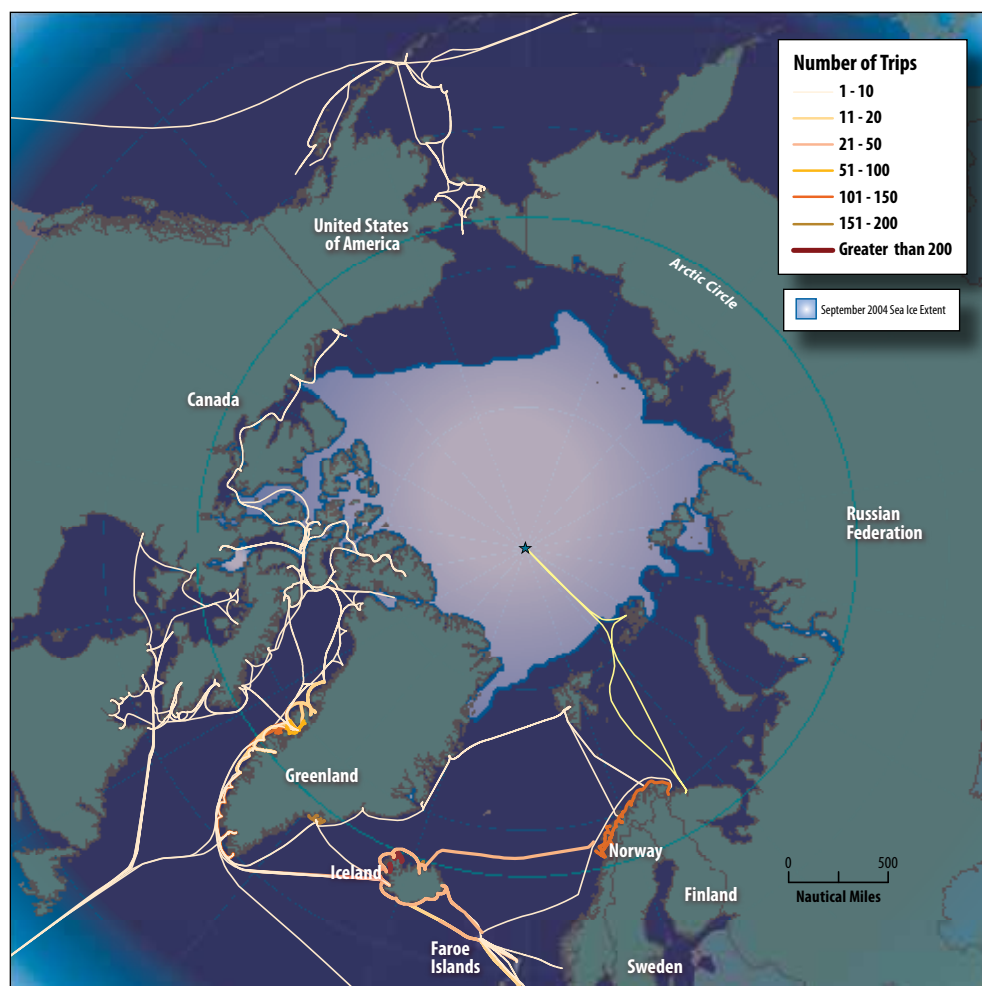 Number of Trips
1 - 10
11 - 20
21 - 50
51 - 100
101 - 150
151 - 200
Greater than 200
September 2004 Sea Ice Extent
United States
of America
Arctic Circle
Canada
Russian
Federation
Greenland
Iceland
Norway
Finland
Faroe
Islands
Sweden
0 500
Nautical Miles